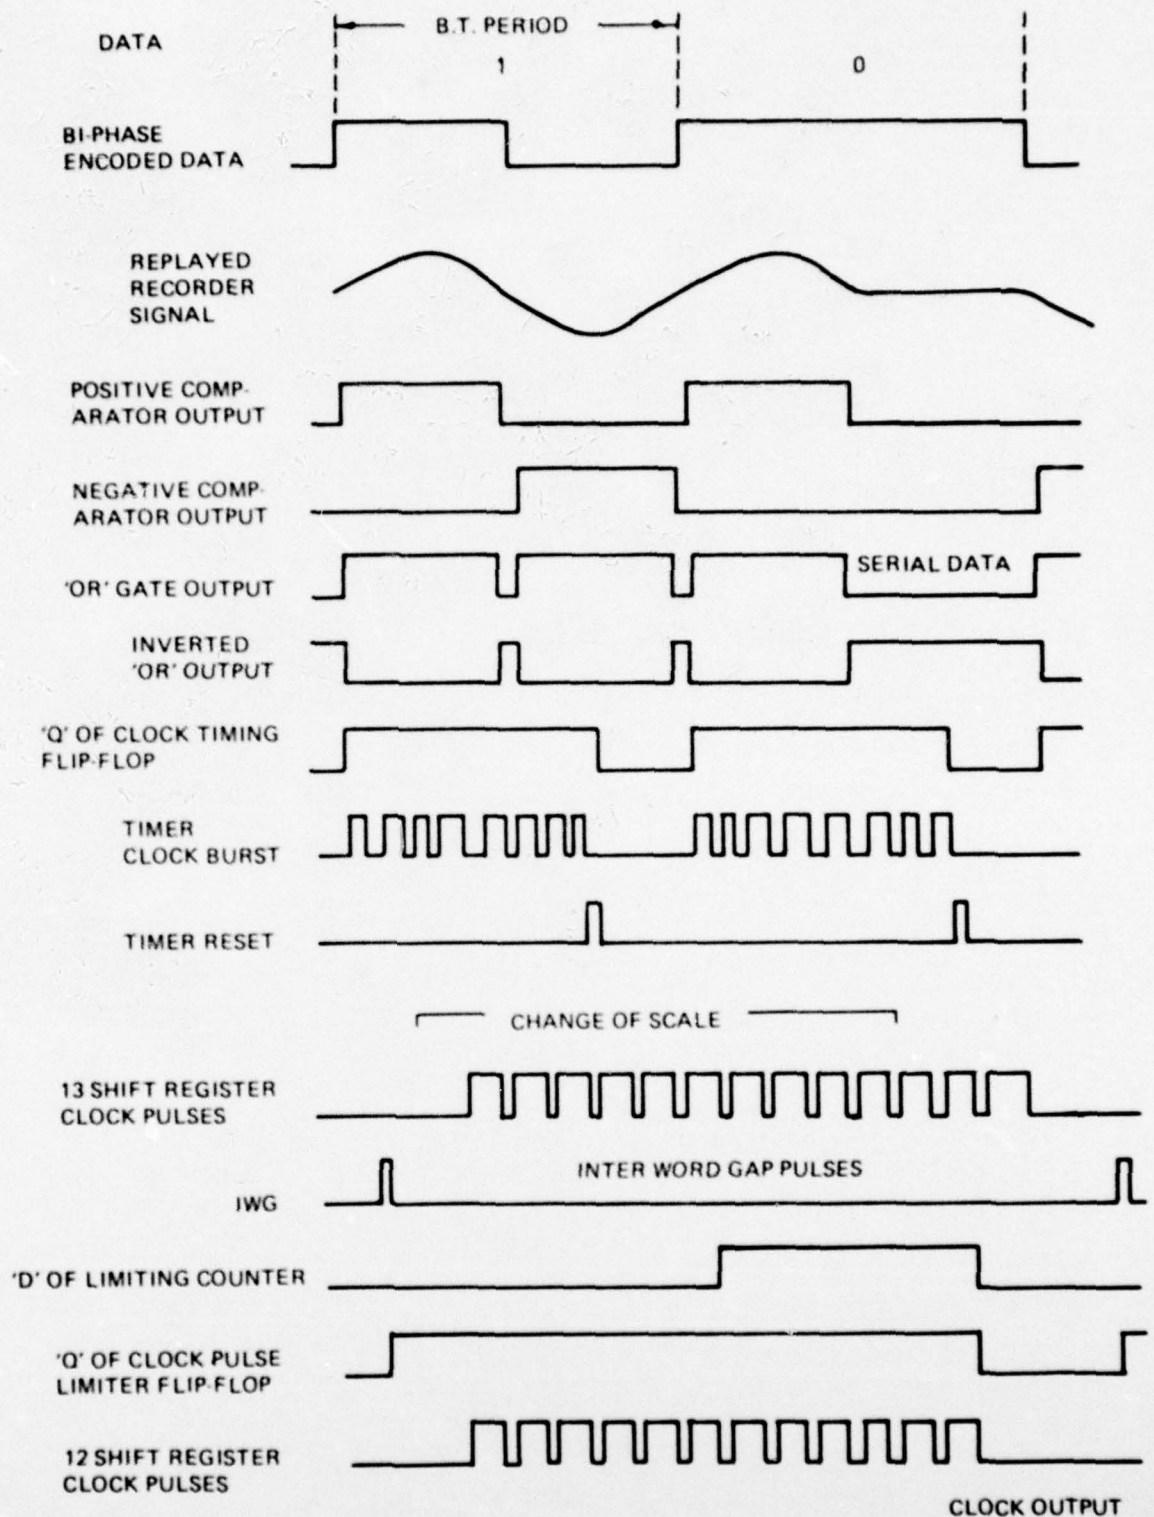 B.T. PERIOD
DATA
1 0
BI-PHASE
ENCODED DATA
REPLAYED
RECORDER
SIGNAL
POSITIVE COMP-
ARATOR OUTPUT
NEGATIVE COMP-
ARATOR OUTPUT
'OR' GATE OUTPUT
SERIAL DATA
INVERTED
'OR' OUTPUT
'Q' OF CLOCK TIMING
FLIP-FLOP
TIMER
CLOCK BURST
TIMER RESET
CHANGE OF SCALE
13 SHIFT REGISTER
CLOCK PULSES
INTER WORD GAP PULSES
IWG
'D' OF LIMITING COUNTER
'Q' OF CLOCK PULSE
LIMITER FLIP-FLOP
12 SHIFT REGISTER
CLOCK PULSES
CLOCK OUTPUT